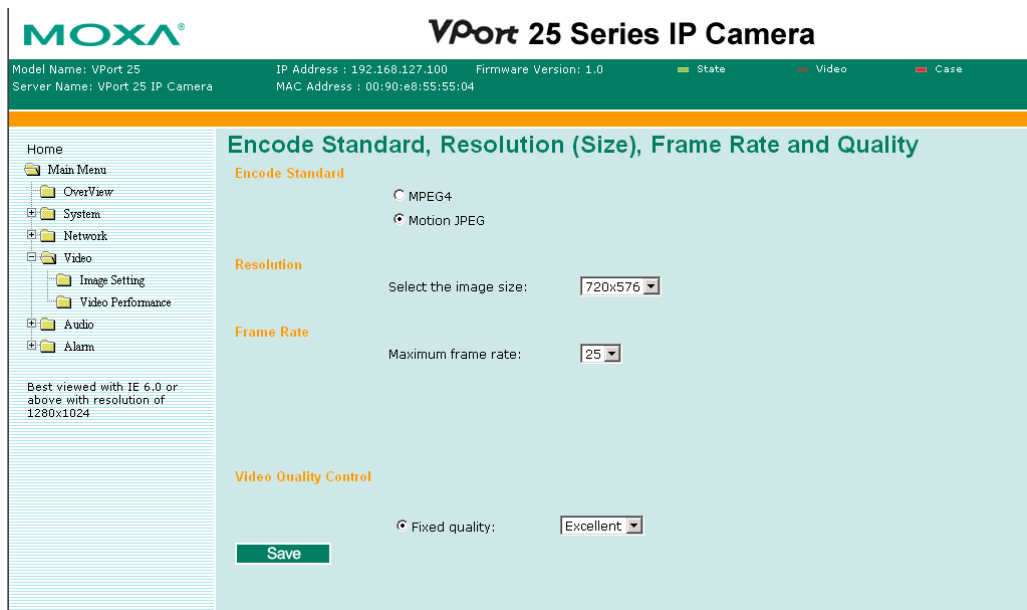 MOXA®
VPort 25 Series IP Camera
Model Name: VPort 25
IP Address : 192.168.127.100
Firmware Version: 1.0
State
Video
Case
Server Name: VPort 25 IP Camera
MAC Address : 00:90:e8:55:55:04
Home
Main Menu
OverView
System
Network
Video
Image Setting
Video Performance
Audio
Alarm
Best viewed with IE 6.0 or
above with resolution of
1280x1024
Encode Standard, Resolution (Size), Frame Rate and Quality
Encode Standard
MPEG4
Motion JPEG
Resolution
Select the image size: 720x576
Frame Rate
Maximum frame rate: 25
Video Quality Control
Fixed quality: Excellent
Save